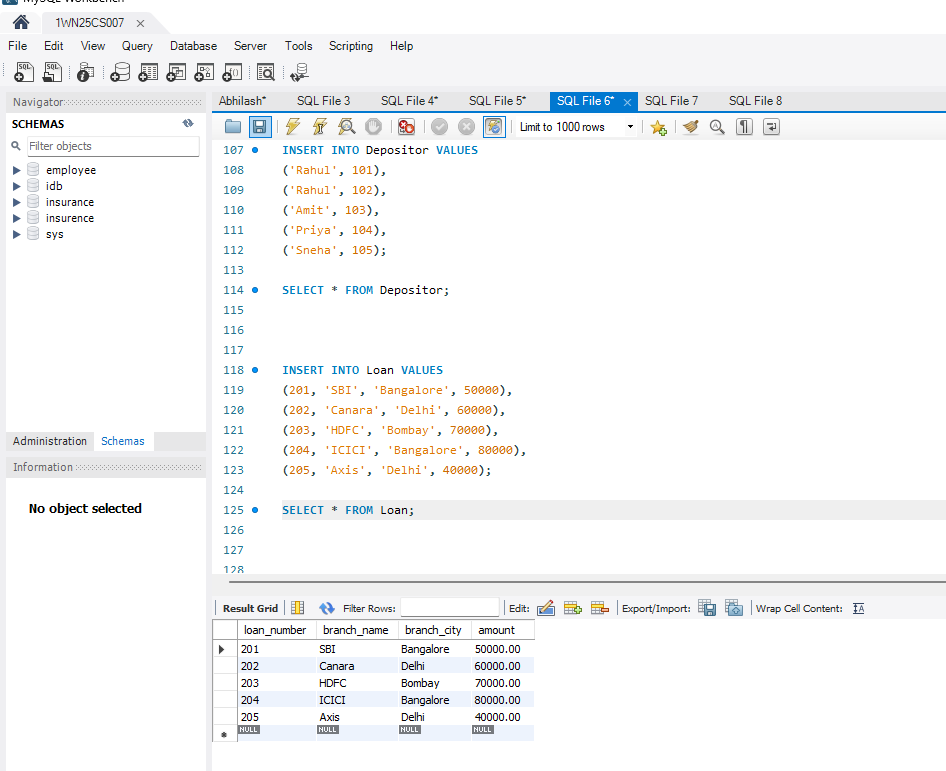 MySQL Workbench
1WN25CS007
File Edit View Query Database Server Tools Scripting Help
Navigator
SCHEMAS
Filter objects
employee
idb
insurance
insurence
sys
Administration Schemas
Information
No object selected
Abhilash* SQL File 3 SQL File 4* SQL File 5* SQL File 6* SQL File 7 SQL File 8
Limit to 1000 rows
107 INSERT INTO Depositor VALUES
108 ('Rahul', 101),
109 ('Rahul', 102),
110 ('Amit', 103),
111 ('Priya', 104),
112 ('Sneha', 105);
113
114 SELECT * FROM Depositor;
115
116
117
118 INSERT INTO Loan VALUES
119 (201, 'SBI', 'Bangalore', 50000),
120 (202, 'Canara', 'Delhi', 60000),
121 (203, 'HDFC', 'Bombay', 70000),
122 (204, 'ICICI', 'Bangalore', 80000),
123 (205, 'Axis', 'Delhi', 40000);
124
125 SELECT * FROM Loan;
126
127
128
Result Grid Filter Rows: Edit: Export/Import: Wrap Cell Content:
loan_number branch_name branch_city amount
201 SBI Bangalore 50000.00
202 Canara Delhi 60000.00
203 HDFC Bombay 70000.00
204 ICICI Bangalore 80000.00
205 Axis Delhi 40000.00
NULL NULL NULL NULL